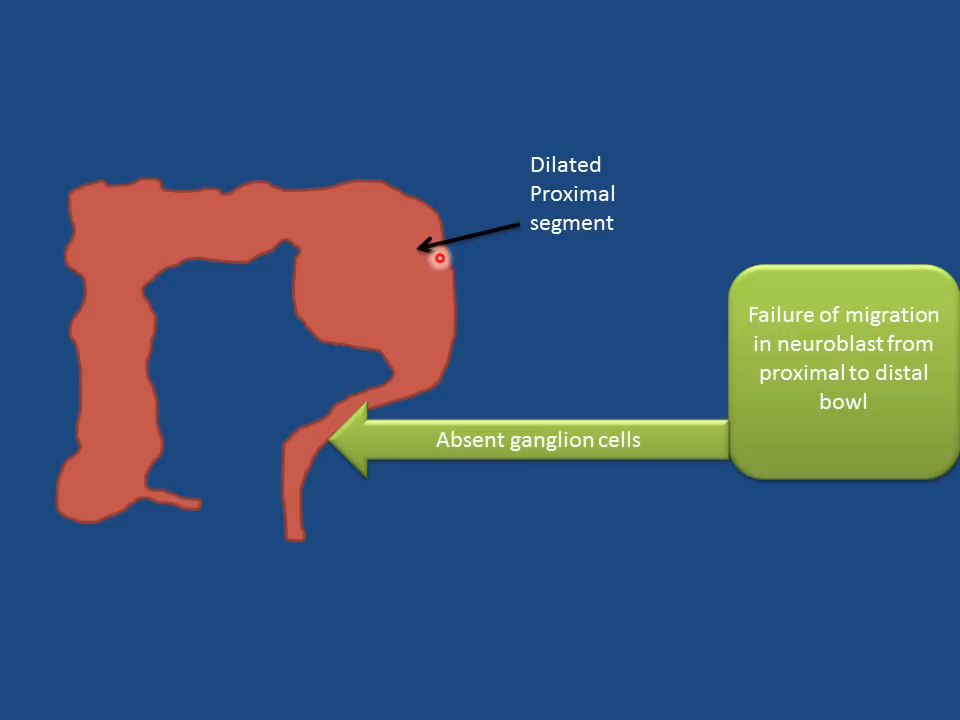 Dilated
Proximal
segment
Failure of migration
in neuroblast from
proximal to distal
bowl
Absent ganglion cells